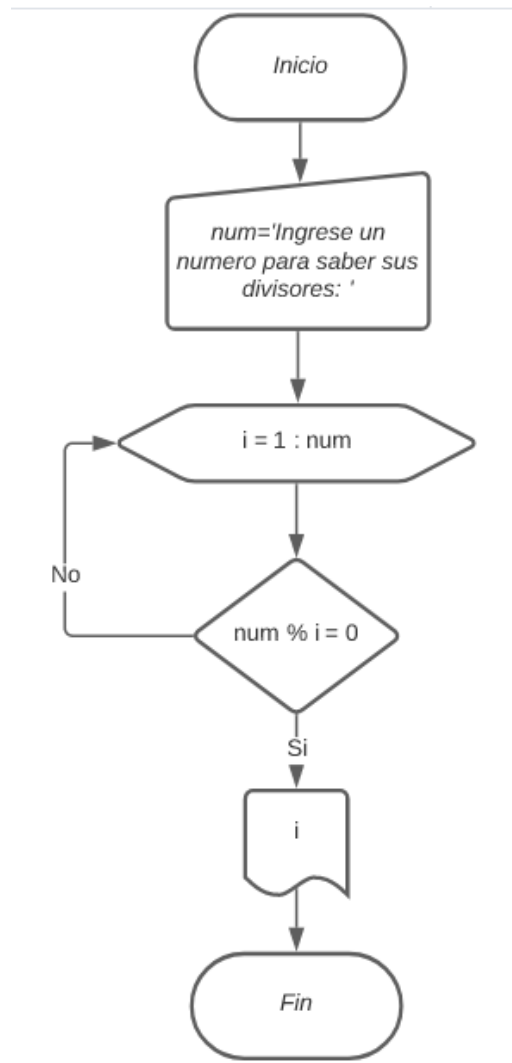 Inicio
num='Ingrese un
numero para saber sus
divisores: '
i = 1 : num
No
num % i = 0
Si
i
Fin